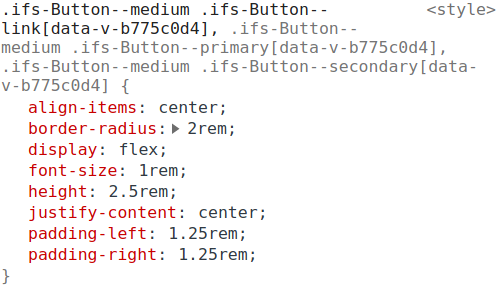 .ifs-Button--medium .ifs-Button-- <style>
link[data-v-b775c0d4], .ifs-Button--
medium .ifs-Button--primary[data-v-b775c0d4],
.ifs-Button--medium .ifs-Button--secondary[data-
v-b775c0d4] {
align-items: center;
border-radius: 2rem;
display: flex;
font-size: 1rem;
height: 2.5rem;
justify-content: center;
padding-left: 1.25rem;
padding-right: 1.25rem;
}